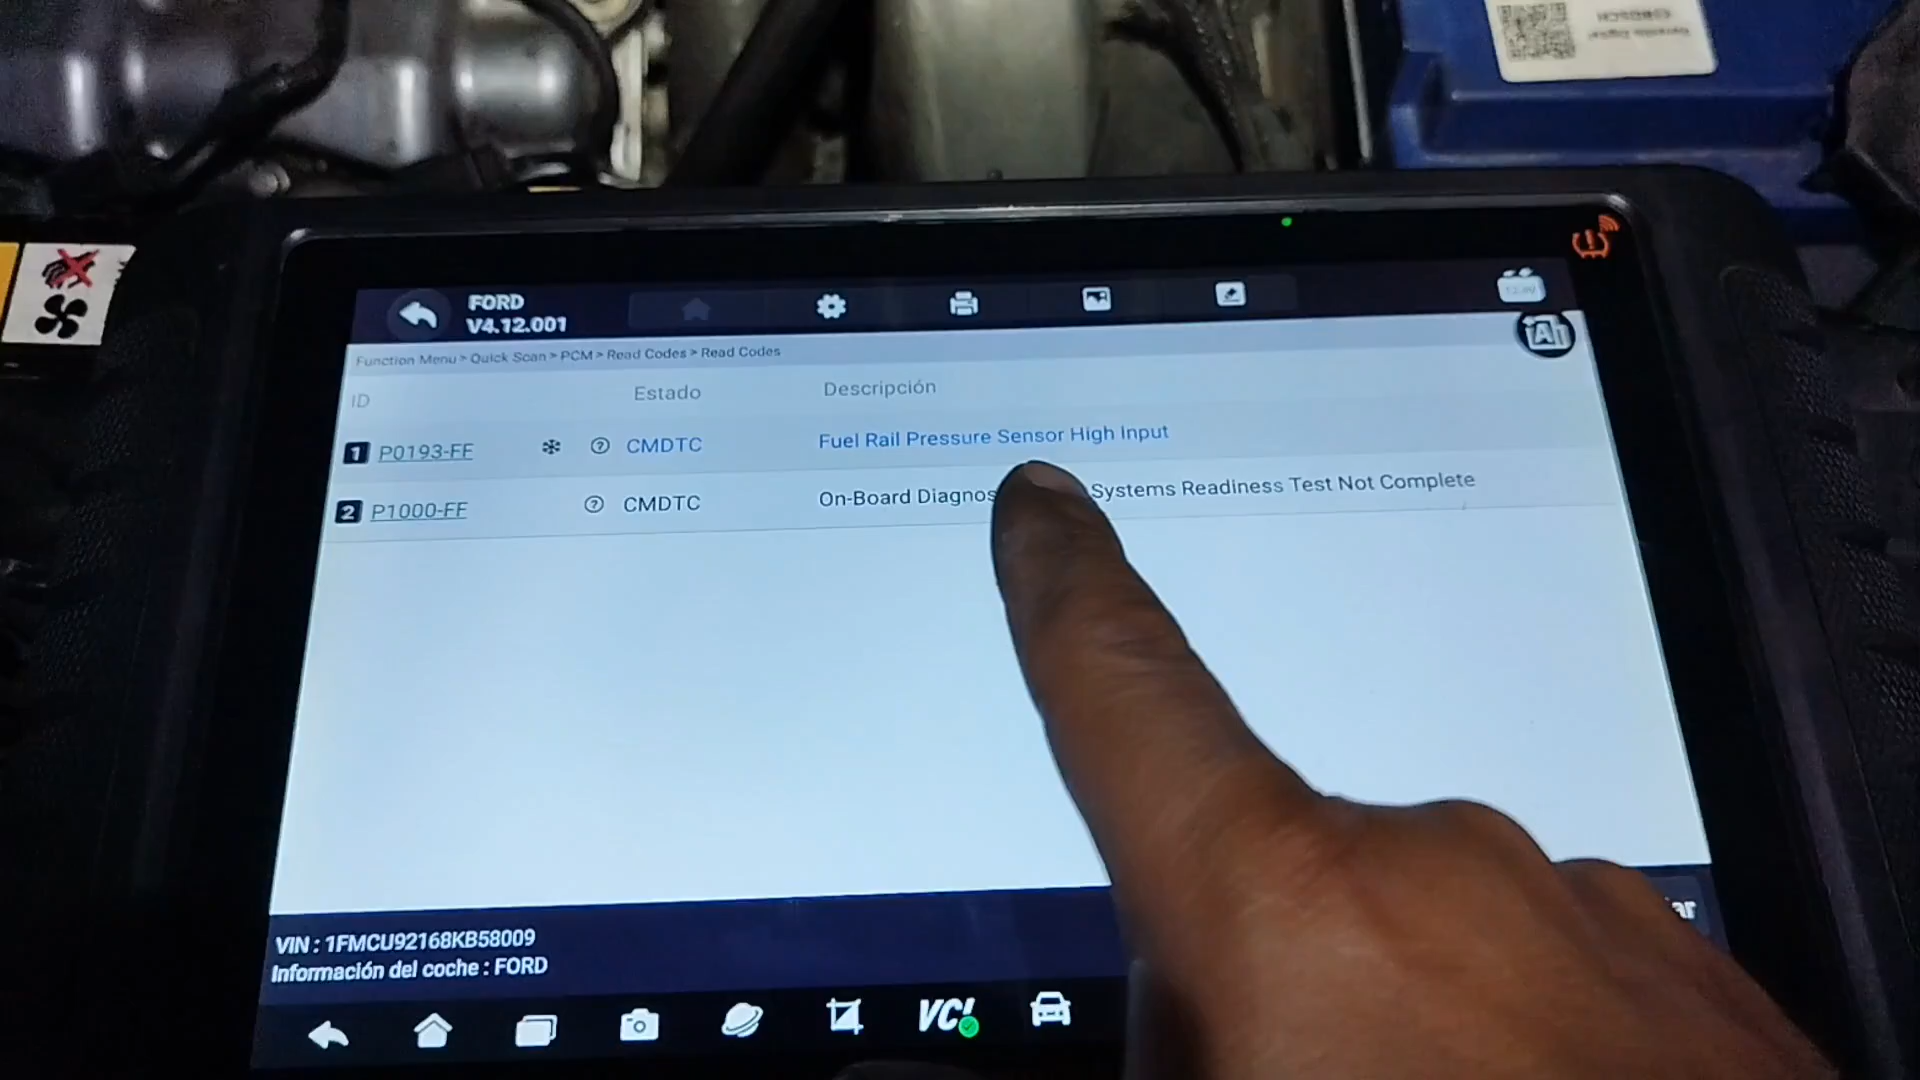 FORD
V4.12.001
Function Menu > Quick Scan > PCM > Read Codes > Read Codes
ID Estado Descripción
1 P0193-FF CMDTC Fuel Rail Pressure Sensor High Input
2 P1000-FF CMDTC On-Board Diagnos Systems Readiness Test Not Complete
VIN : 1FMCU92168KB58009
Información del coche : FORD
VCI